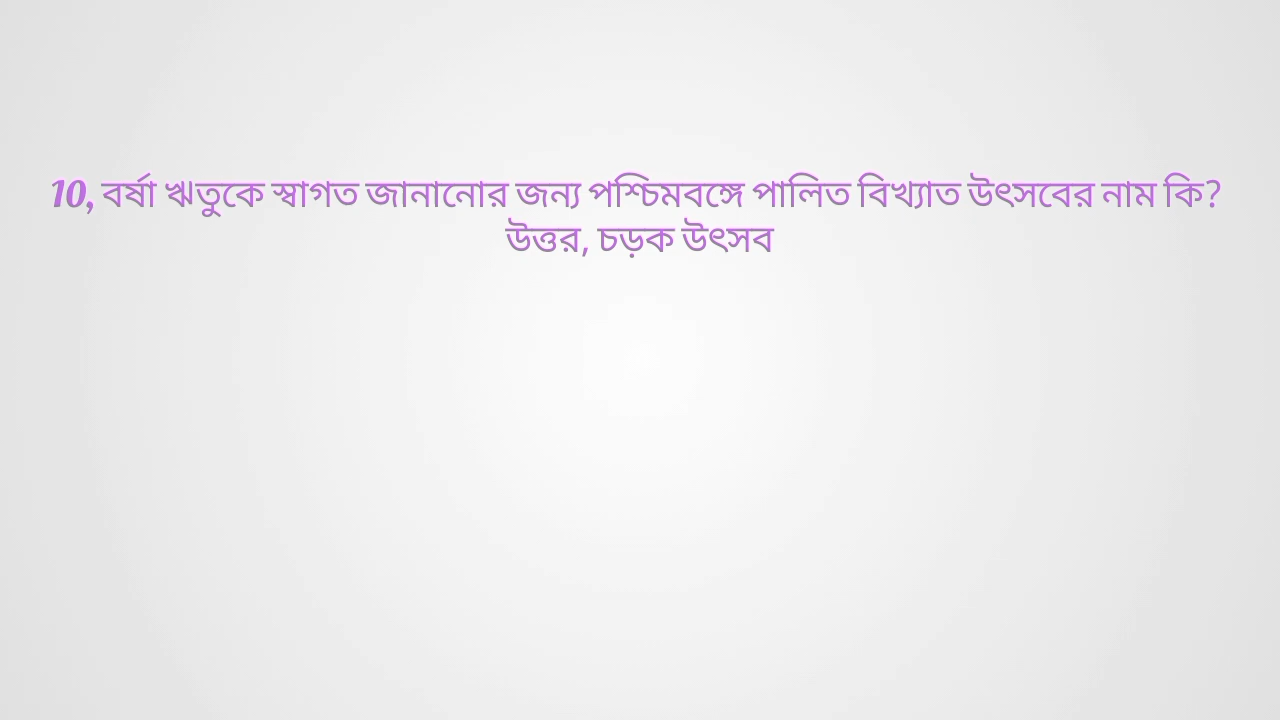 10, বর্ষা ঋতুকে স্বাগত জানানোর জন্য পশ্চিমবঙ্গে পালিত বিখ্যাত উৎসবের নাম কি?
উত্তর, চড়ক উৎসব